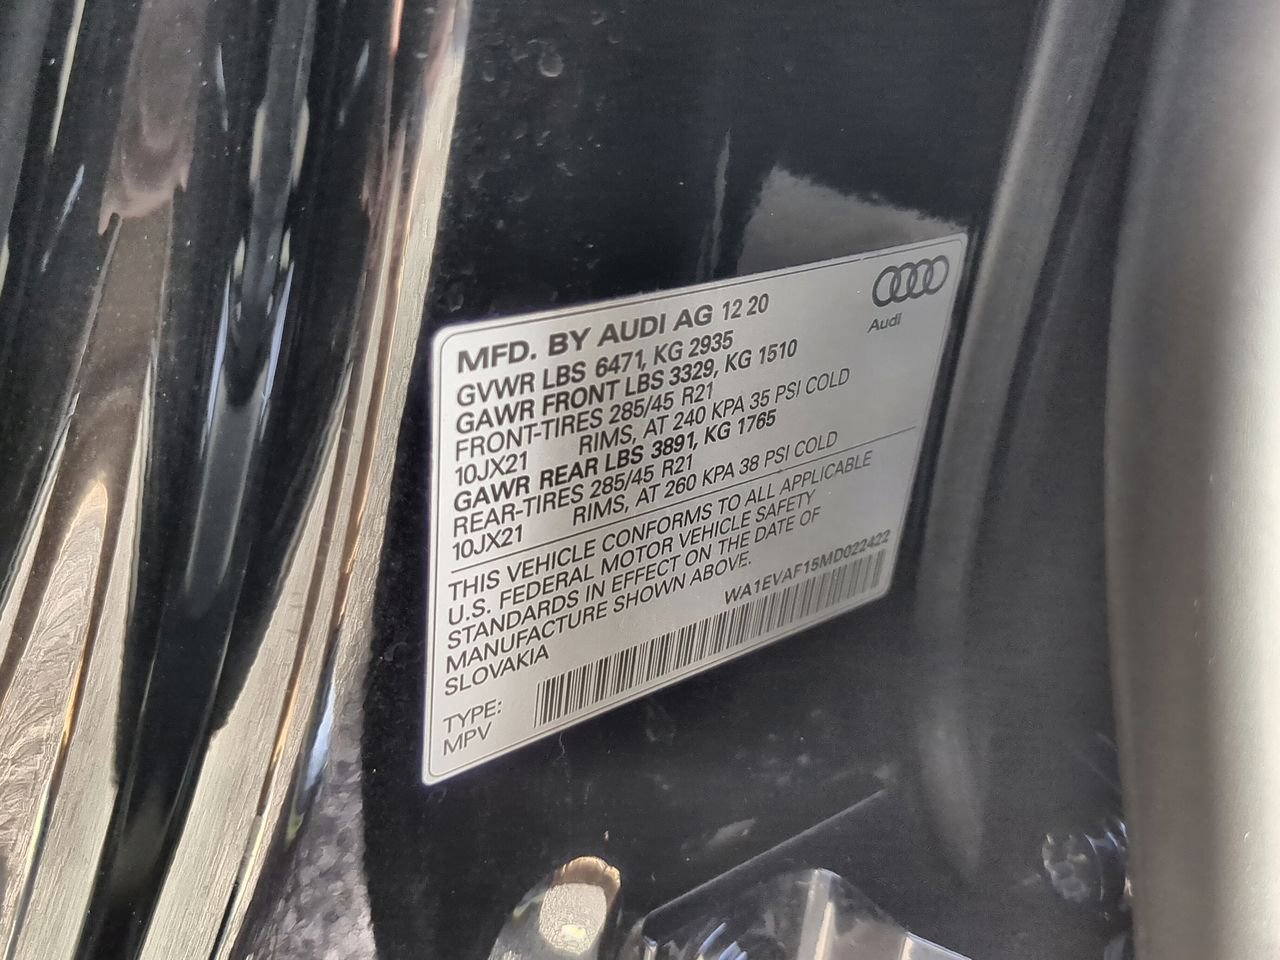 MFD. BY AUDI AG 12 20
Audi
GVWR LBS 6471, KG 2935
GAWR FRONT LBS 3329, KG 1510
FRONT-TIRES 285/45 R21
10JX21 RIMS, AT 240 KPA 35 PSI COLD
GAWR REAR LBS 3891, KG 1765
REAR-TIRES 285/45 R21
10JX21 RIMS, AT 260 KPA 38 PSI COLD
THIS VEHICLE CONFORMS TO ALL APPLICABLE
U.S. FEDERAL MOTOR VEHICLE SAFETY
STANDARDS IN EFFECT ON THE DATE OF
MANUFACTURE SHOWN ABOVE.
SLOVAKIA
WA1EVAF15MD022422
TYPE:
MPV